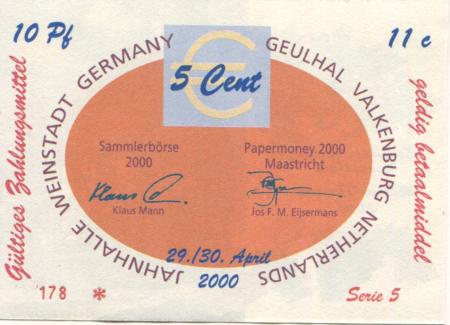 10 Pf
11 c
5 Cent
JAHNHALLE WEINSTADT GERMANY
GEULHAL VALKENBURG NETHERLANDS
Gültiges Zahlungsmittel
geldig betaalmiddel
Sammlerbörse
2000
Papermoney 2000
Maastricht
Klaus Mann
Jos F. M. Eijsermans
29./30. April
2000
178 *
Serie 5